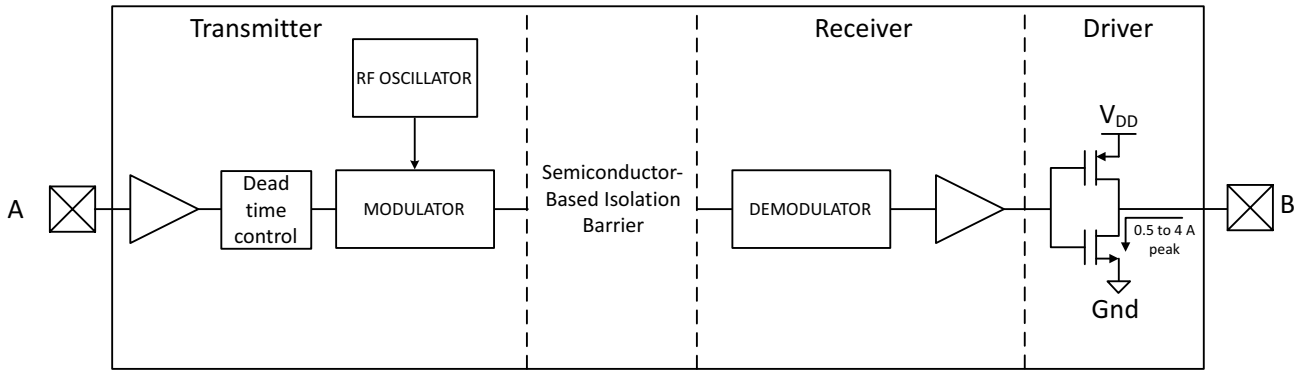 Transmitter
Receiver
Driver
RF OSCILLATOR
V_DD
A
Dead
time
control
MODULATOR
Semiconductor-
Based Isolation
Barrier
DEMODULATOR
B
0.5 to 4 A
peak
Gnd